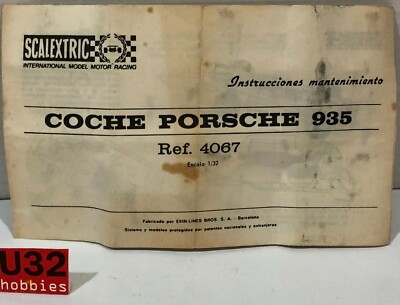 SCALEXTRIC
INTERNATIONAL MODEL MOTOR RACING
Instrucciones mantenimiento
COCHE PORSCHE 935
Ref. 4067
Escala 1/32
Fabricado por EXIN-LINES BROS. S. A. - Barcelona
Sistema y modelos protegidos por patentes nacionales y extranjeras
U32
hobbies